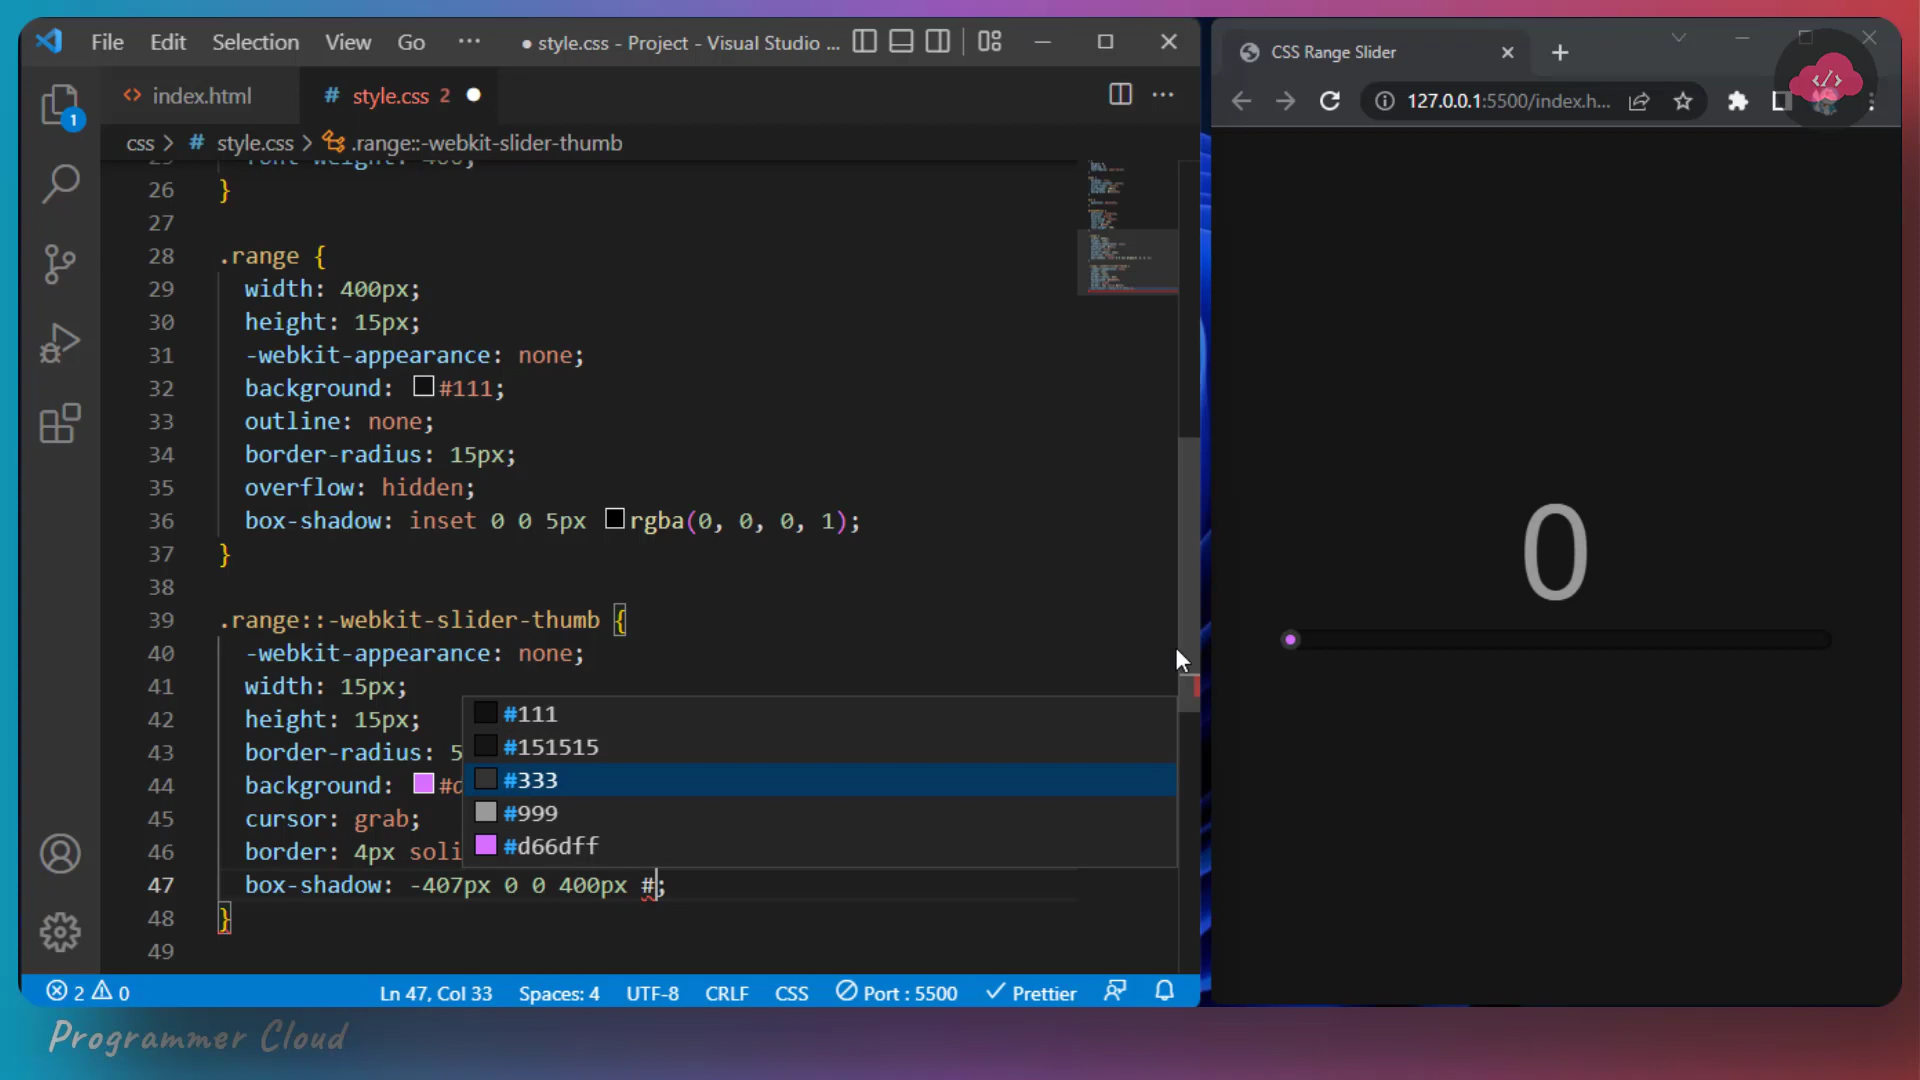 File Edit Selection View Go ··· ● style.css - Project - Visual Studio ...
index.html # style.css 2
css > # style.css > .range::-webkit-slider-thumb
26 }
27
28 .range {
29 width: 400px;
30 height: 15px;
31 -webkit-appearance: none;
32 background: #111;
33 outline: none;
34 border-radius: 15px;
35 overflow: hidden;
36 box-shadow: inset 0 0 5px rgba(0, 0, 0, 1);
37 }
38
39 .range::-webkit-slider-thumb {
40 -webkit-appearance: none;
41 width: 15px;
42 height: 15px;
43 border-radius: 5
44 background: #d
45 cursor: grab;
46 border: 4px soli
47 box-shadow: -407px 0 0 400px #;
48 }
49
#111
#151515
#333
#999
#d66dff
1
2 0 Ln 47, Col 33 Spaces: 4 UTF-8 CRLF CSS Port : 5500 Prettier
CSS Range Slider
127.0.0.1:5500/index.h...
</>
0
Programmer Cloud